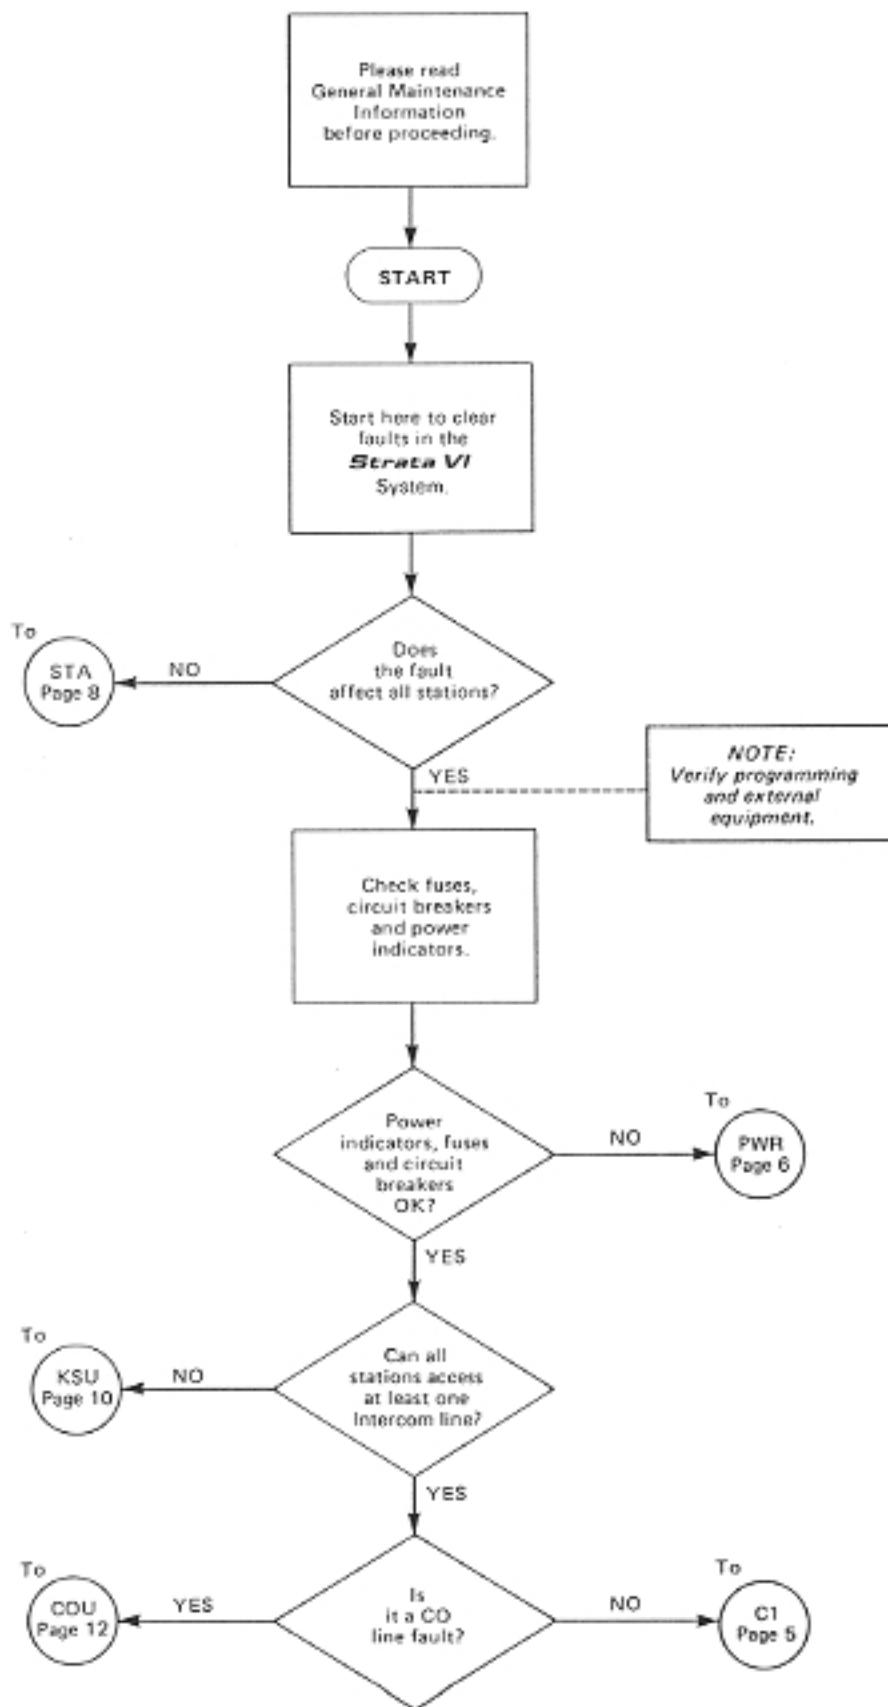 Please read
General Maintenance
Information
before proceeding.
START
Start here to clear
faults in the
Strata VI
System.
Does
the fault
affect all stations?
To
STA
Page 8
NO
YES
NOTE:
Verify programming
and external
equipment.
Check fuses,
circuit breakers
and power
indicators.
Power
indicators, fuses
and circuit
breakers
OK?
NO
To
PWR
Page 6
YES
Can all
stations access
at least one
Intercom line?
To
KSU
Page 10
NO
YES
Is
it a CO
line fault?
To
COU
Page 12
YES
NO
To
C1
Page 5